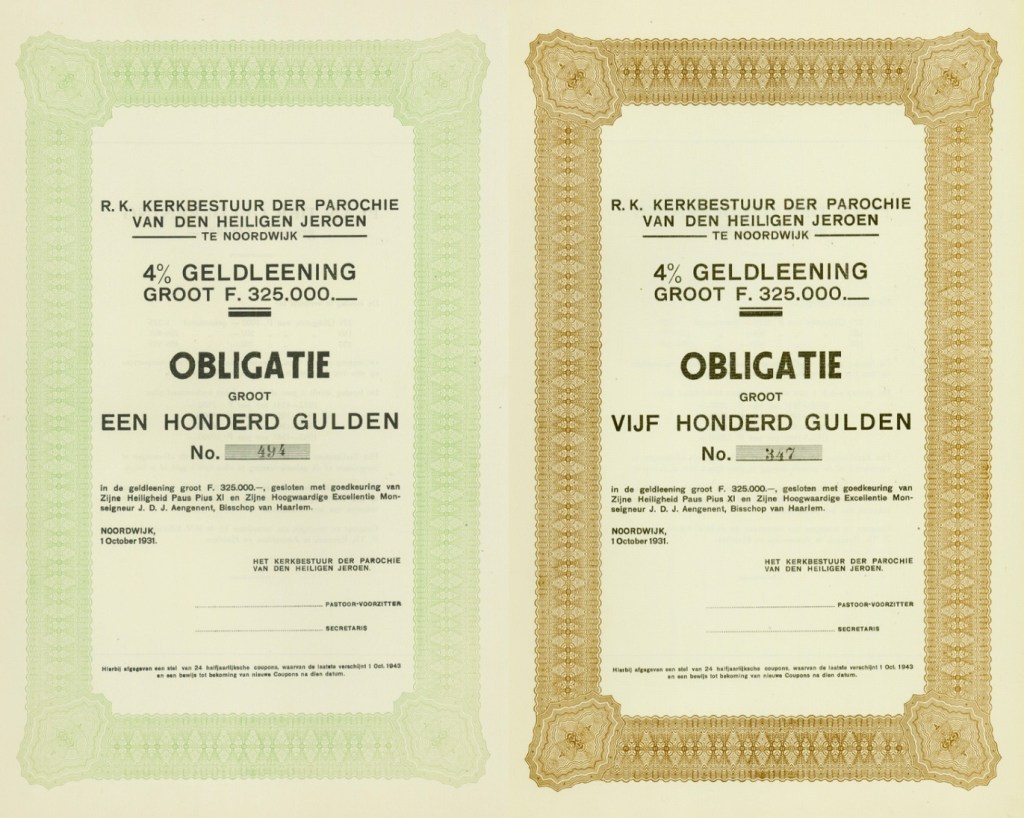 R. K. KERKBESTUUR DER PAROCHIE
VAN DEN HEILIGEN JEROEN
TE NOORDWIJK
4% GELDLEENING
GROOT F. 325.000.—
OBLIGATIE
GROOT
EEN HONDERD GULDEN
No. 494
in de geldleening groot F. 325.000.—, gesloten met goedkeuring van
Zijne Heiligheid Paus Pius XI en Zijne Hoogwaardige Excellentie Mon-
seigneur J. D. J. Aengenent, Bisschop van Haarlem.
NOORDWIJK,
1 October 1931.
HET KERKBESTUUR DER PAROCHIE
VAN DEN HEILIGEN JEROEN.
PASTOOR-VOORZITTER
SECRETARIS
Hierbij afgegeven een stel van 24 halfjaarlijksche coupons, waarvan de laatste verschijnt 1 Oct. 1943
en een bewijs tot bekoming van nieuwe Coupons na dien datum.
R. K. KERKBESTUUR DER PAROCHIE
VAN DEN HEILIGEN JEROEN
TE NOORDWIJK
4% GELDLEENING
GROOT F. 325.000.—
OBLIGATIE
GROOT
VIJF HONDERD GULDEN
No. 347
in de geldleening groot F. 325.000.—, gesloten met goedkeuring van
Zijne Heiligheid Paus Pius XI en Zijne Hoogwaardige Excellentie Mon-
seigneur J. D. J. Aengenent, Bisschop van Haarlem.
NOORDWIJK,
1 October 1931.
HET KERKBESTUUR DER PAROCHIE
VAN DEN HEILIGEN JEROEN.
PASTOOR-VOORZITTER
SECRETARIS
Hierbij afgegeven een stel van 24 halfjaarlijksche coupons, waarvan de laatste verschijnt 1 Oct. 1943
en een bewijs tot bekoming van nieuwe Coupons na dien datum.